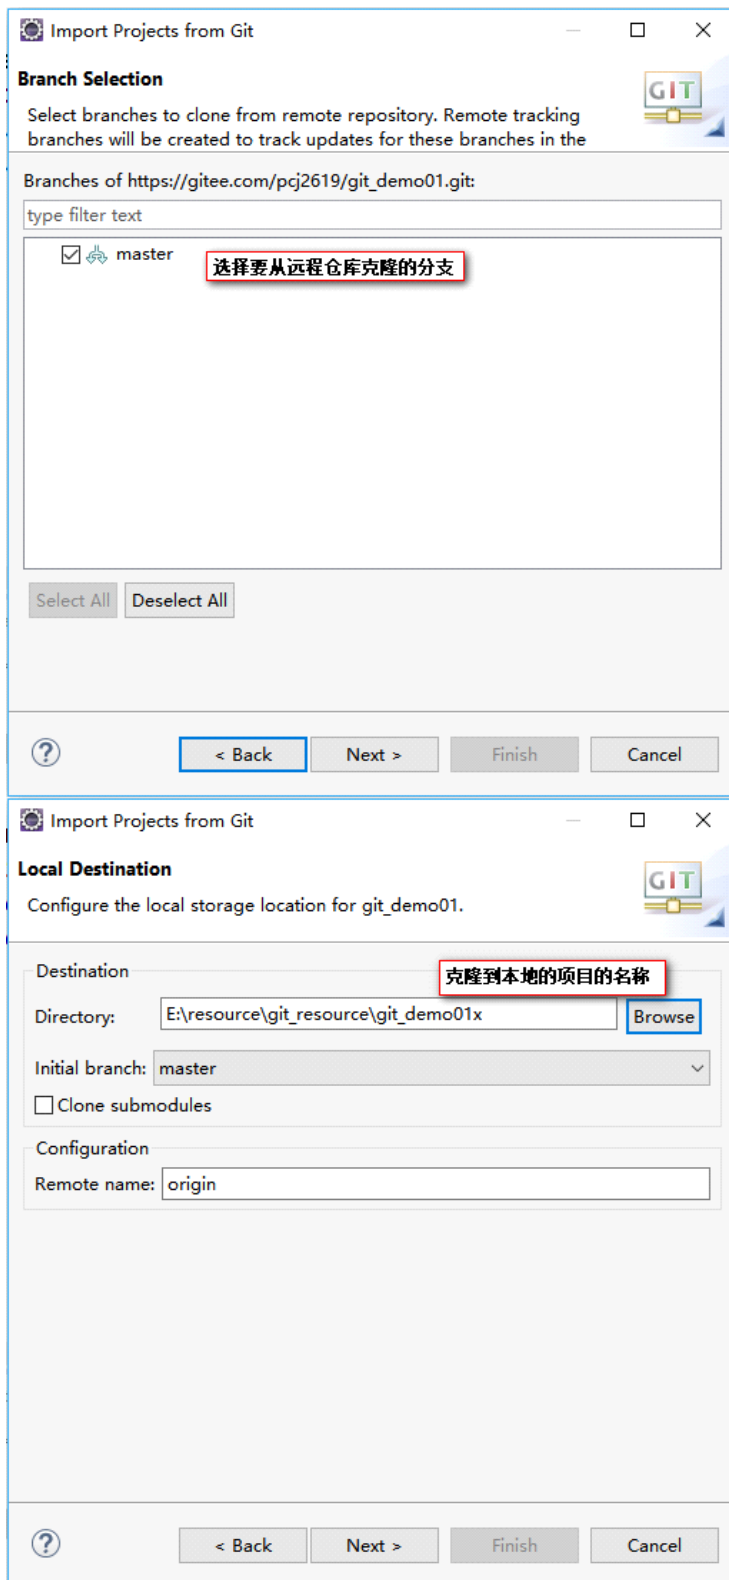 Import Projects from Git
Branch Selection
GIT
Select branches to clone from remote repository. Remote tracking
branches will be created to track updates for these branches in the
Branches of https://gitee.com/pcj2619/git_demo01.git:
type filter text
master
选择要从远程仓库克隆的分支
Select All Deselect All
? < Back Next > Finish Cancel
Import Projects from Git
Local Destination
GIT
Configure the local storage location for git_demo01.
Destination
克隆到本地的项目的名称
Directory: E:\resource\git_resource\git_demo01x Browse
Initial branch: master
Clone submodules
Configuration
Remote name: origin
? < Back Next > Finish Cancel